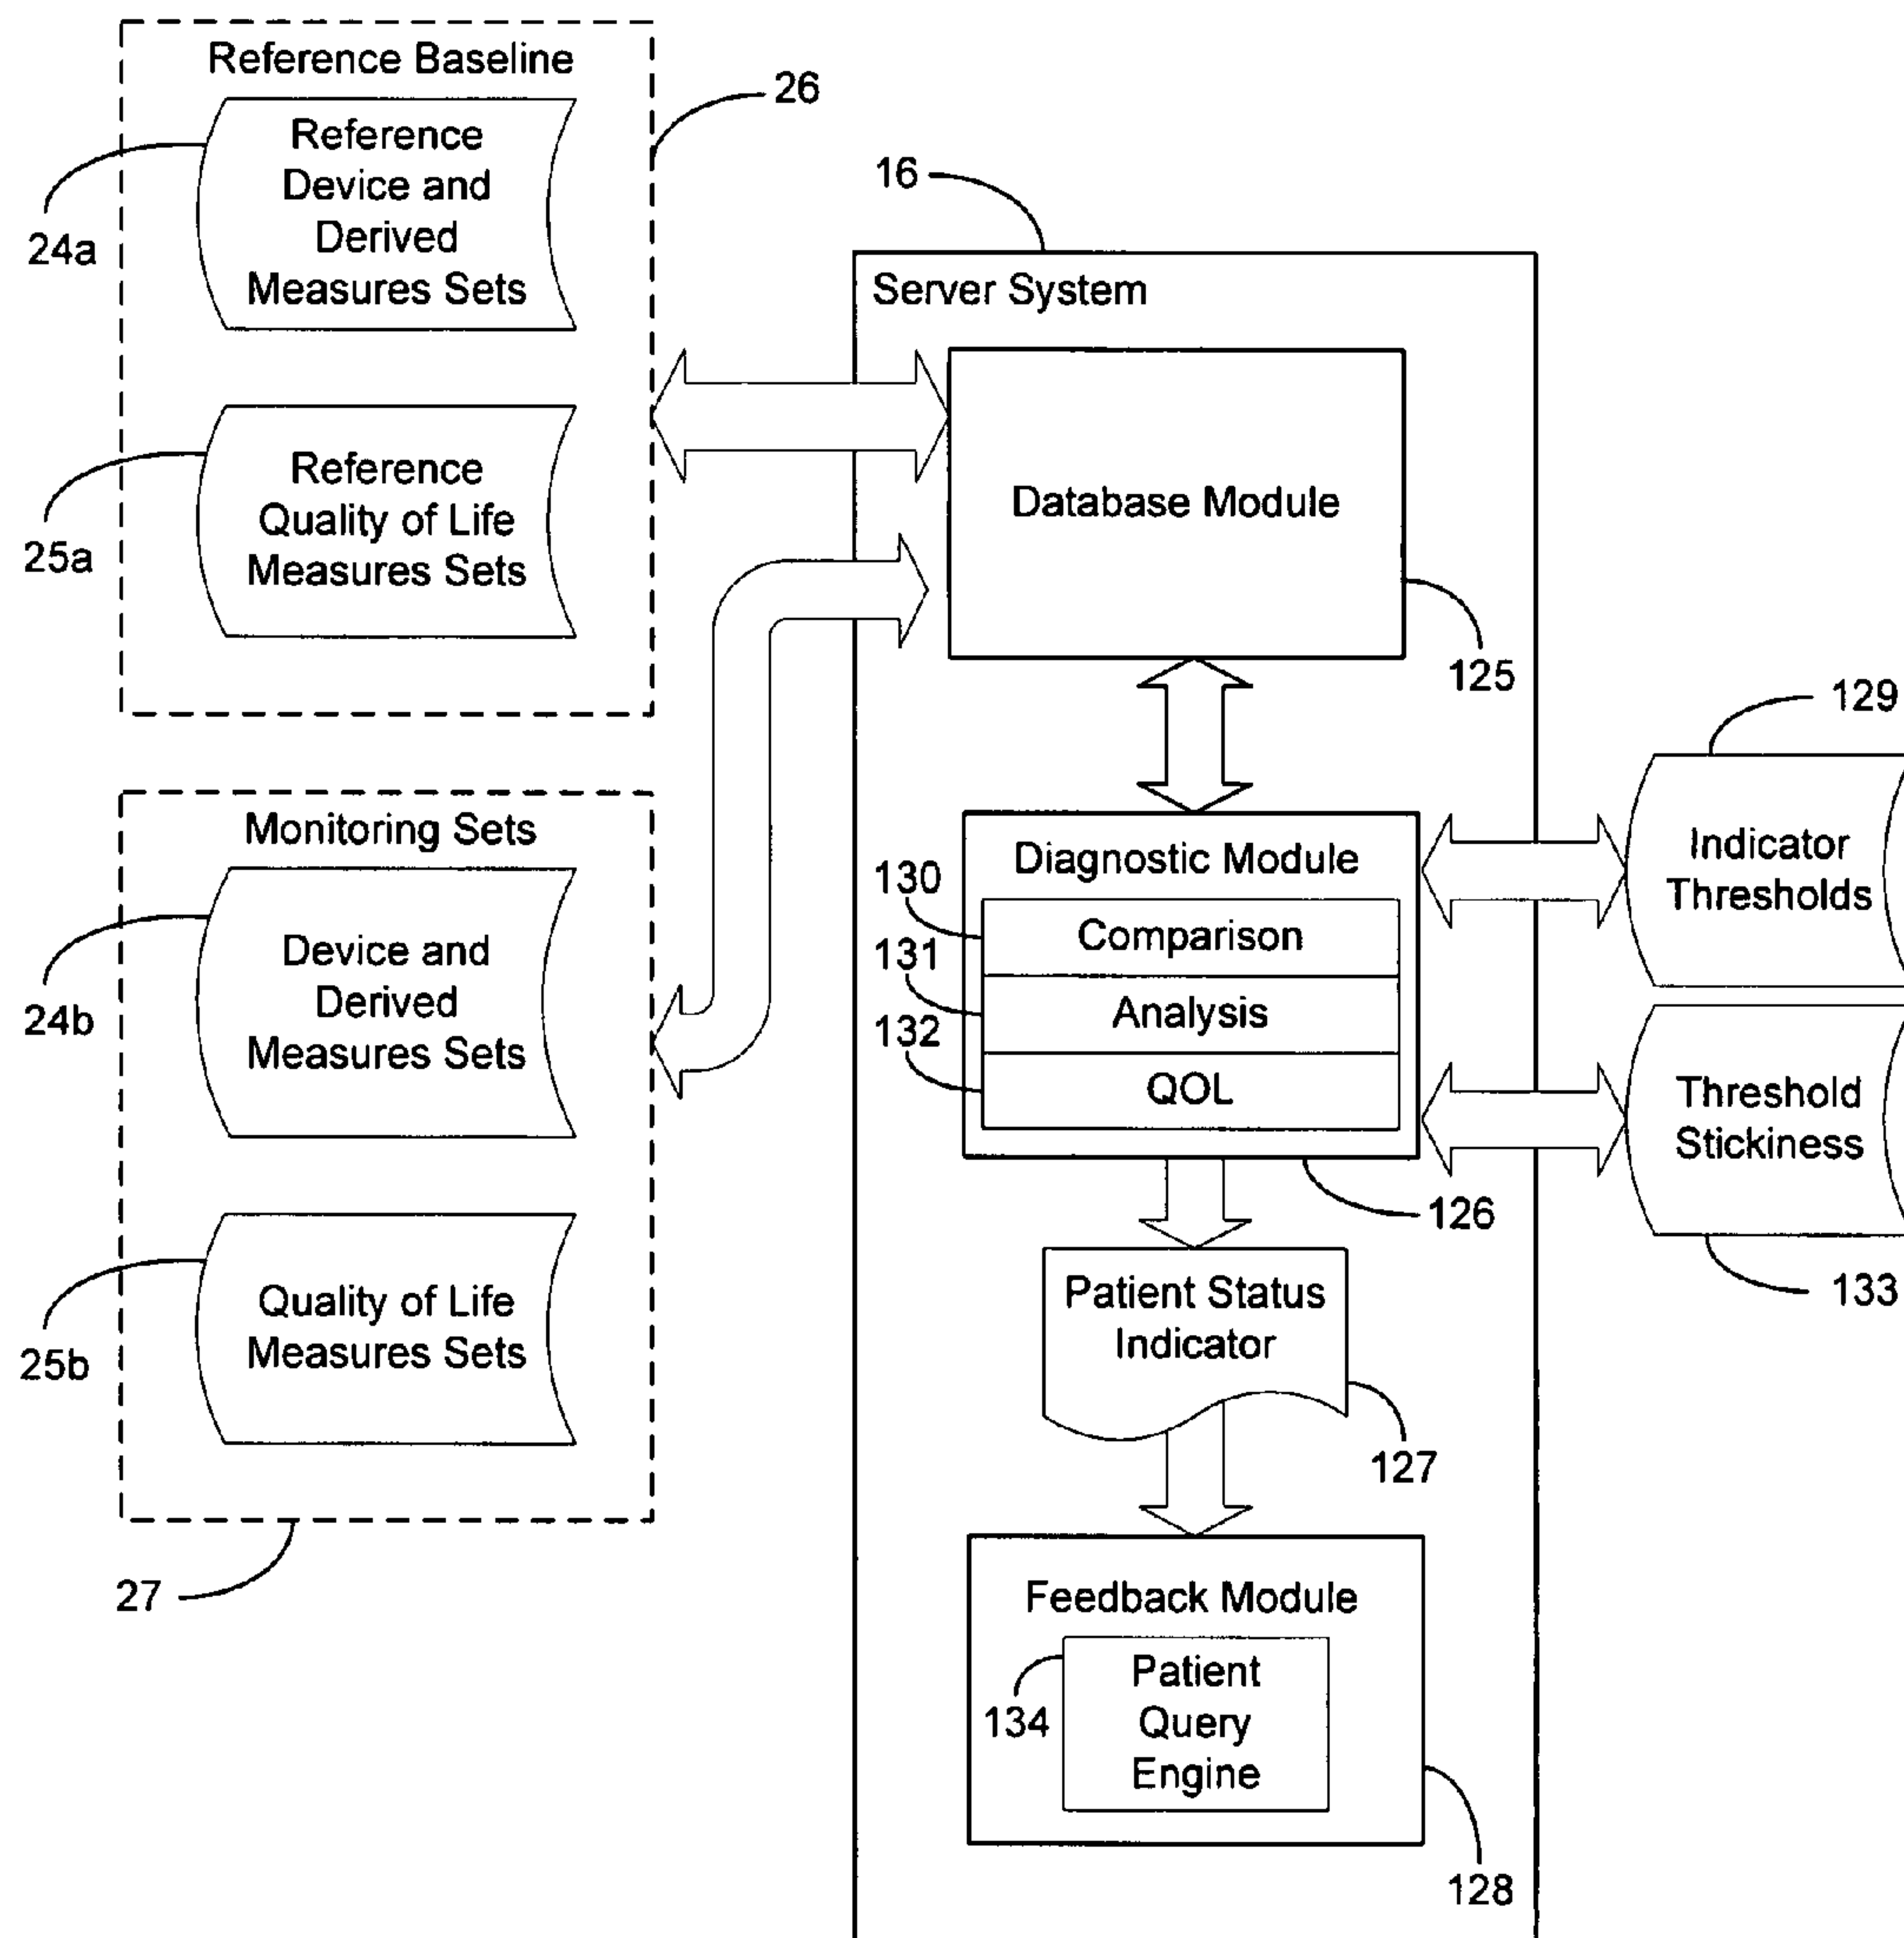 Reference Baseline
26
Reference
Device and
Derived
Measures Sets
24a
Reference
Quality of Life
Measures Sets
25a
Monitoring Sets
Device and
Derived
Measures Sets
24b
Quality of Life
Measures Sets
25b
27
16
Server System
Database Module
125
Diagnostic Module
130
Comparison
131
Analysis
132
QOL
126
129
Indicator
Thresholds
Threshold
Stickiness
133
Patient Status
Indicator
127
Feedback Module
134
Patient
Query
Engine
128